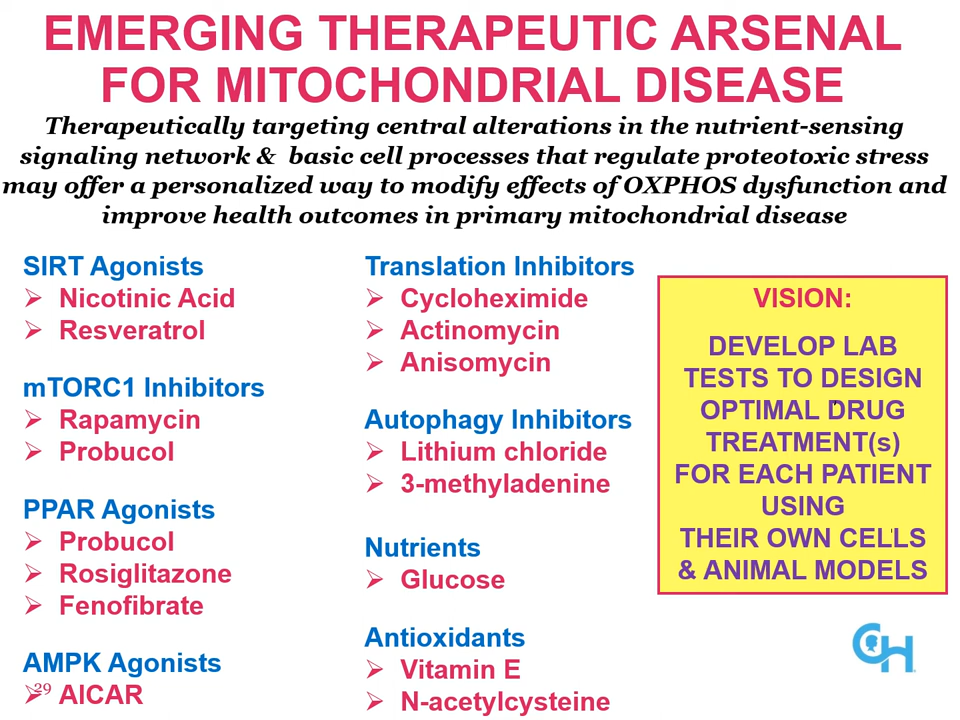 EMERGING THERAPEUTIC ARSENAL
FOR MITOCHONDRIAL DISEASE
Therapeutically targeting central alterations in the nutrient-sensing
signaling network & basic cell processes that regulate proteotoxic stress
may offer a personalized way to modify effects of OXPHOS dysfunction and
improve health outcomes in primary mitochondrial disease
SIRT Agonists
➢ Nicotinic Acid
➢ Resveratrol
mTORC1 Inhibitors
➢ Rapamycin
➢ Probucol
PPAR Agonists
➢ Probucol
➢ Rosiglitazone
➢ Fenofibrate
AMPK Agonists
➢ AICAR
29
Translation Inhibitors
➢ Cycloheximide
➢ Actinomycin
➢ Anisomycin
Autophagy Inhibitors
➢ Lithium chloride
➢ 3-methyladenine
Nutrients
➢ Glucose
Antioxidants
➢ Vitamin E
➢ N-acetylcysteine
VISION:
DEVELOP LAB
TESTS TO DESIGN
OPTIMAL DRUG
TREATMENT(s)
FOR EACH PATIENT
USING
THEIR OWN CELLS
& ANIMAL MODELS
CH